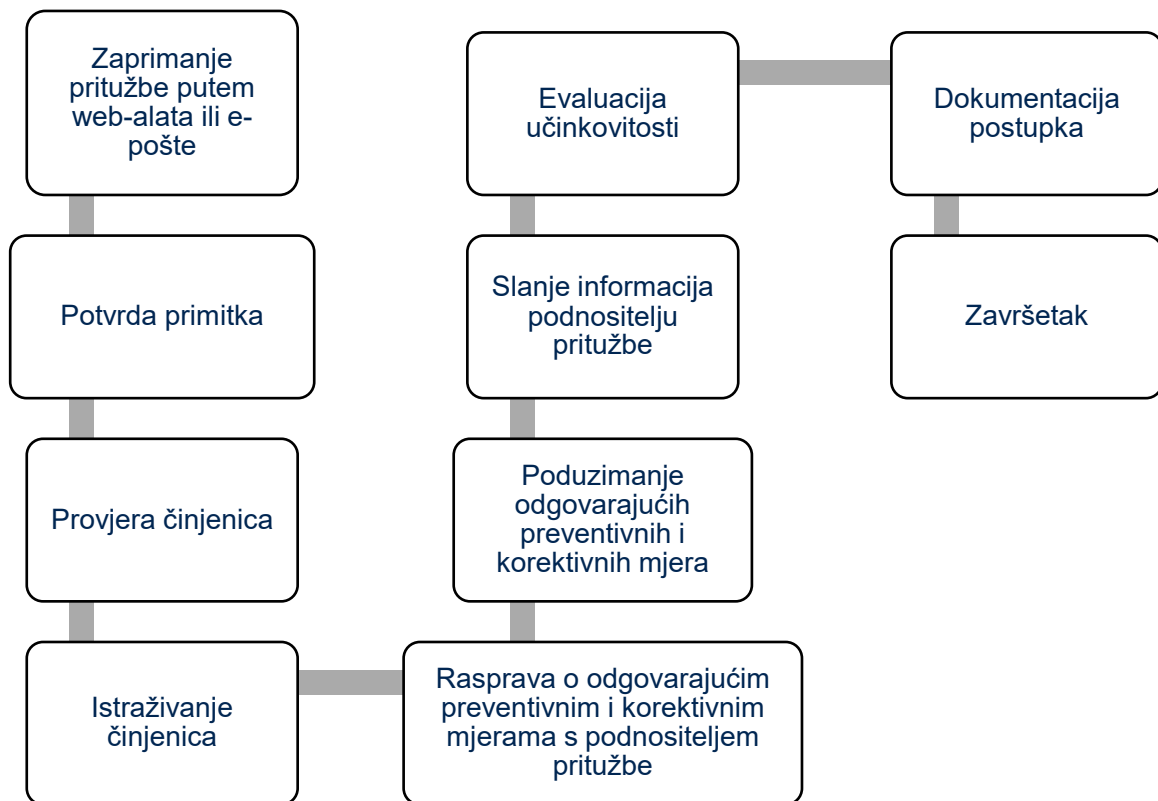 Zaprimanje
pritužbe putem
web-alata ili e-
pošte
Potvrda primitka
Provjera činjenica
Istraživanje
činjenica
Rasprava o odgovarajućim
preventivnim i korektivnim
mjerama s podnositeljem
pritužbe
Poduzimanje
odgovarajućih
preventivnih i
korektivnih mjera
Slanje informacija
podnositelju
pritužbe
Evaluacija
učinkovitosti
Dokumentacija
postupka
Završetak